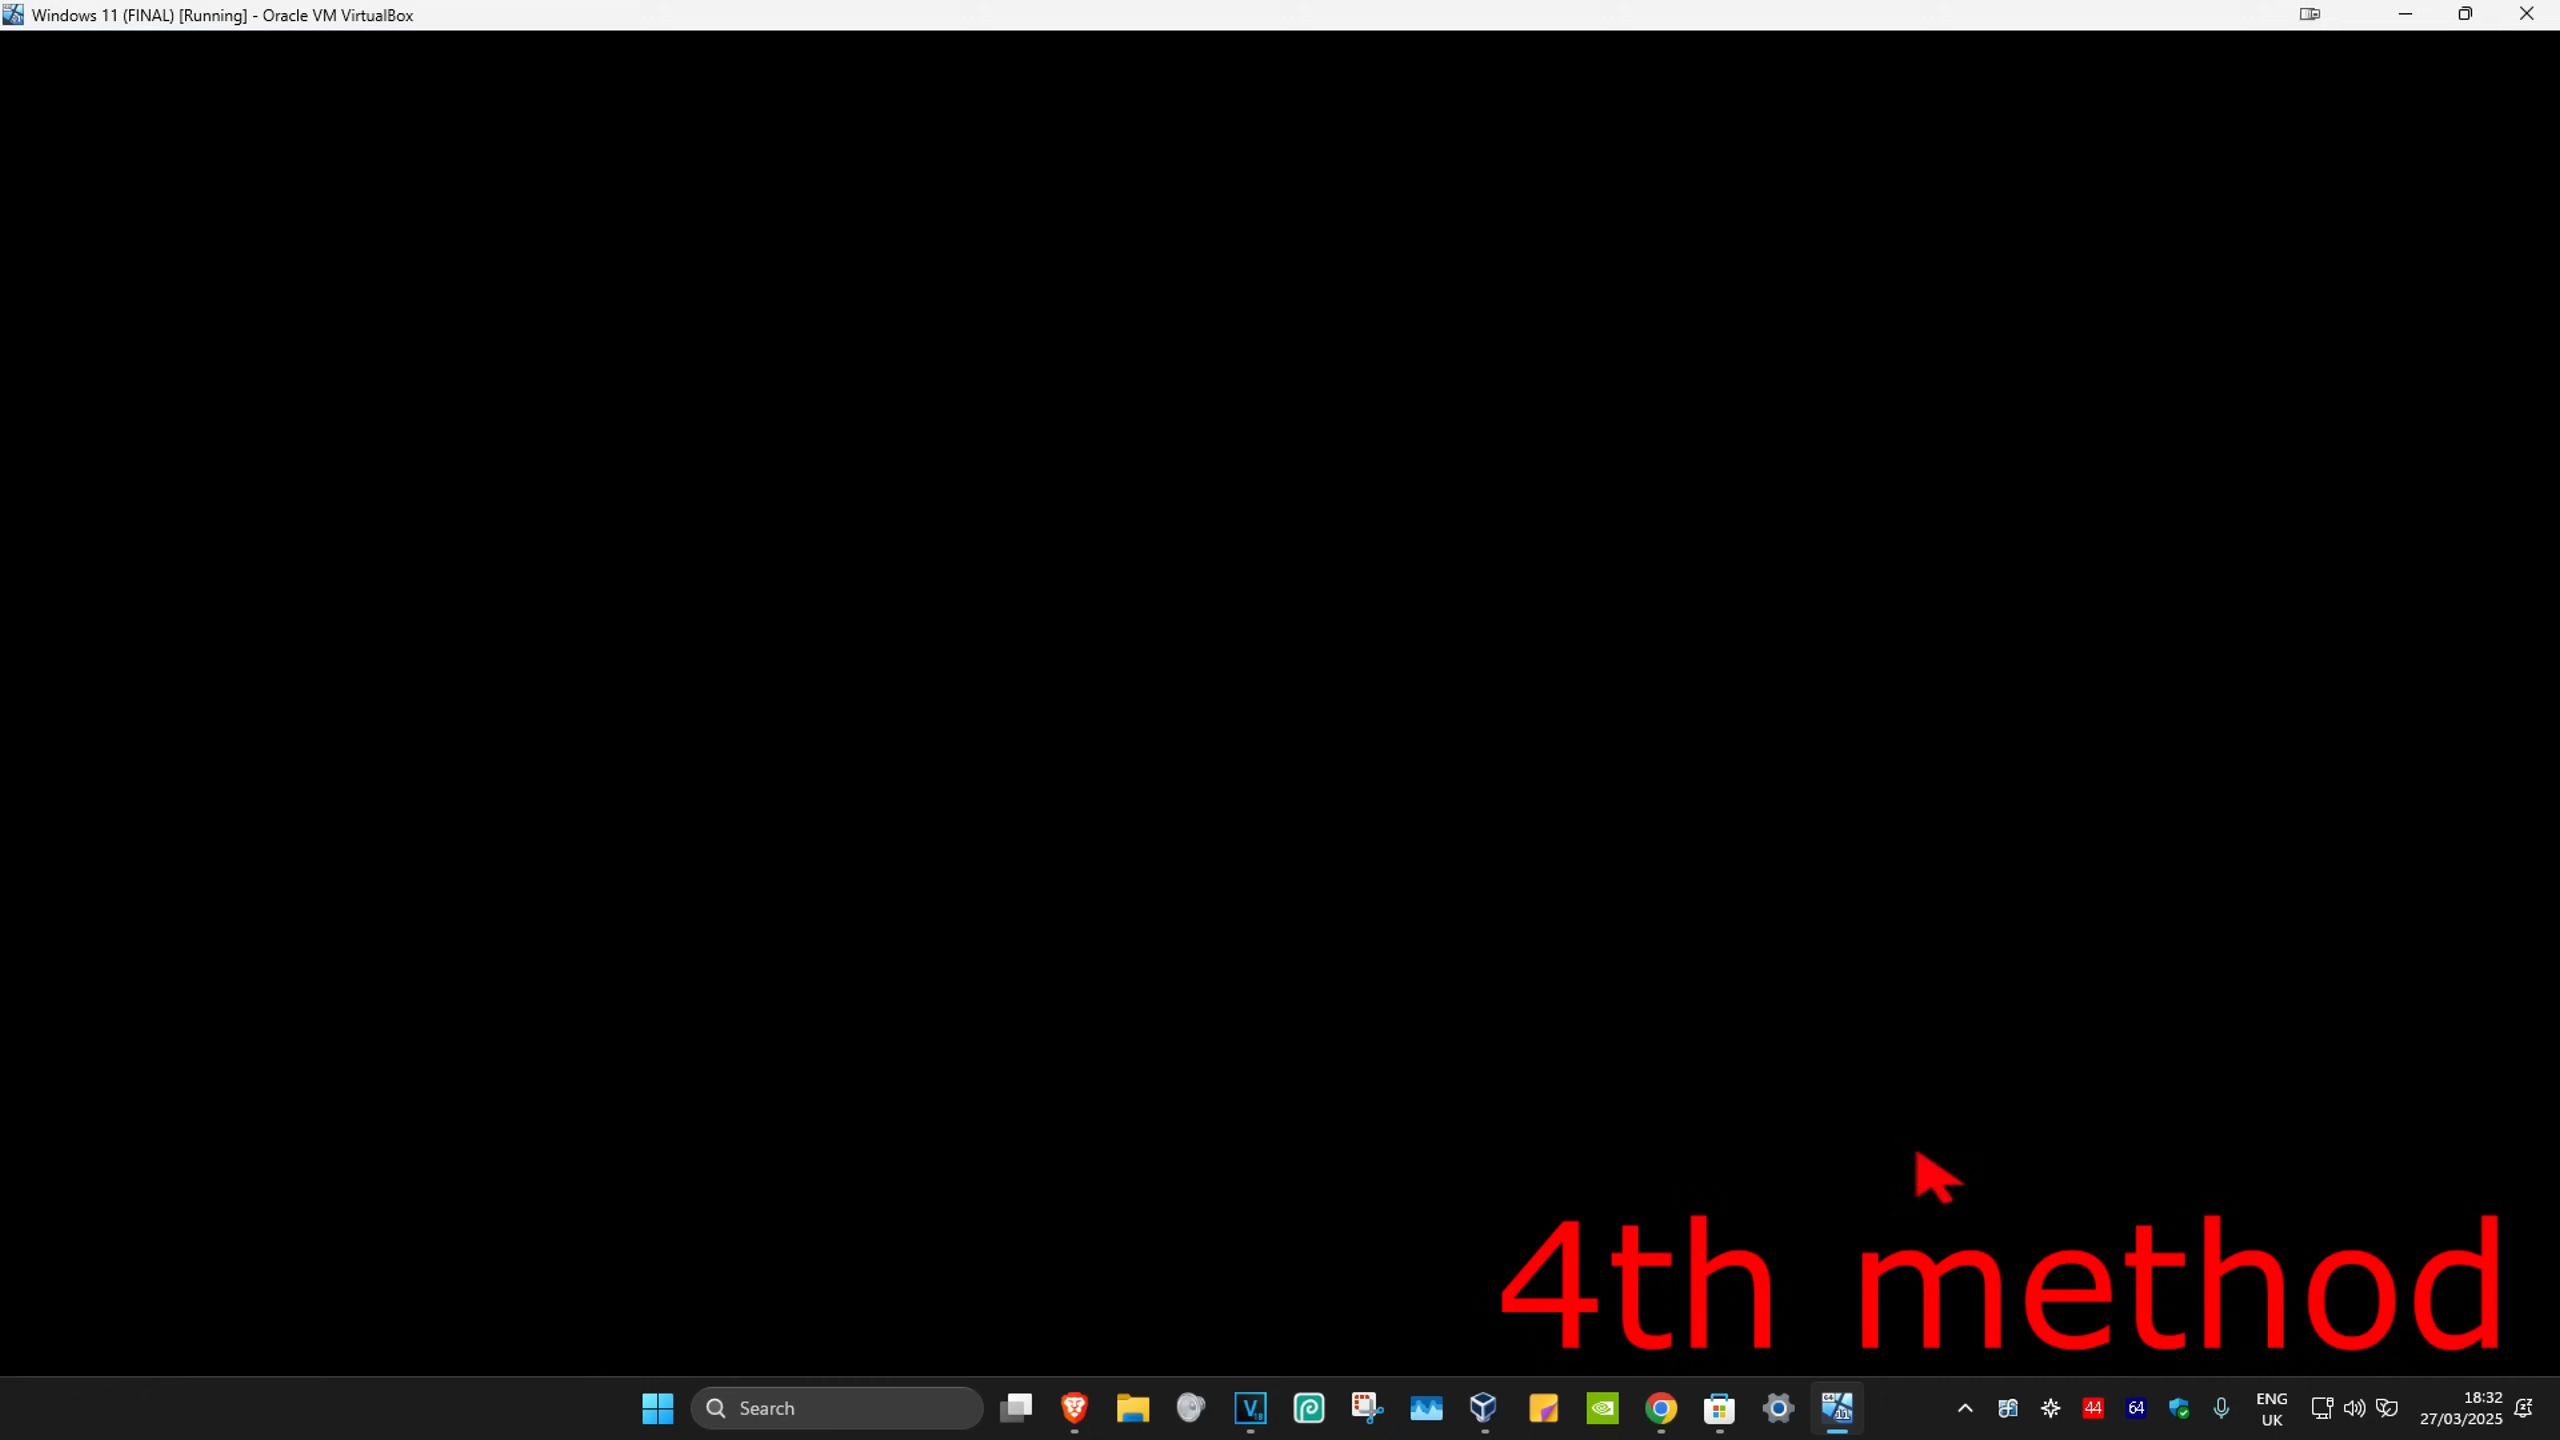 Windows 11 (FINAL) [Running] - Oracle VM VirtualBox
4th method
Search
44
64
ENG
UK
18:32
27/03/2025